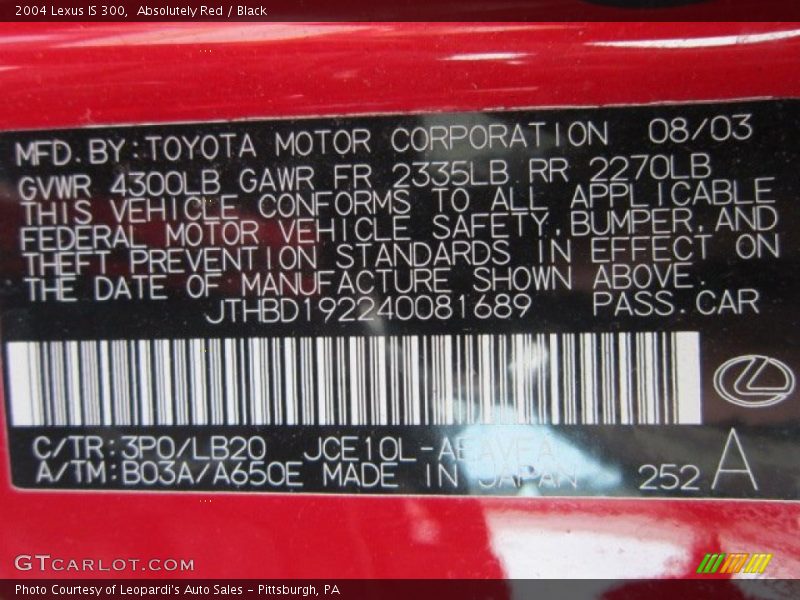 2004 Lexus IS 300,  Absolutely Red / Black
MFD.BY:TOYOTA MOTOR CORPORATION 08/03
GVWR 4300LB GAWR FR 2335LB RR 2270LB
THIS VEHICLE CONFORMS TO ALL APPLICABLE
FEDERAL MOTOR VEHICLE SAFETY,BUMPER,AND
THEFT PREVENTION STANDARDS IN EFFECT ON
THE DATE OF MANUFACTURE SHOWN ABOVE.
JTHBD192240081689 PASS.CAR
C/TR:3P0/LB20 JCE10L-AEAVFA
A/TM:B03A/A650E MADE IN JAPAN 252 A
GTCARLOT.COM
Photo Courtesy of Leopardi's Auto Sales - Pittsburgh, PA